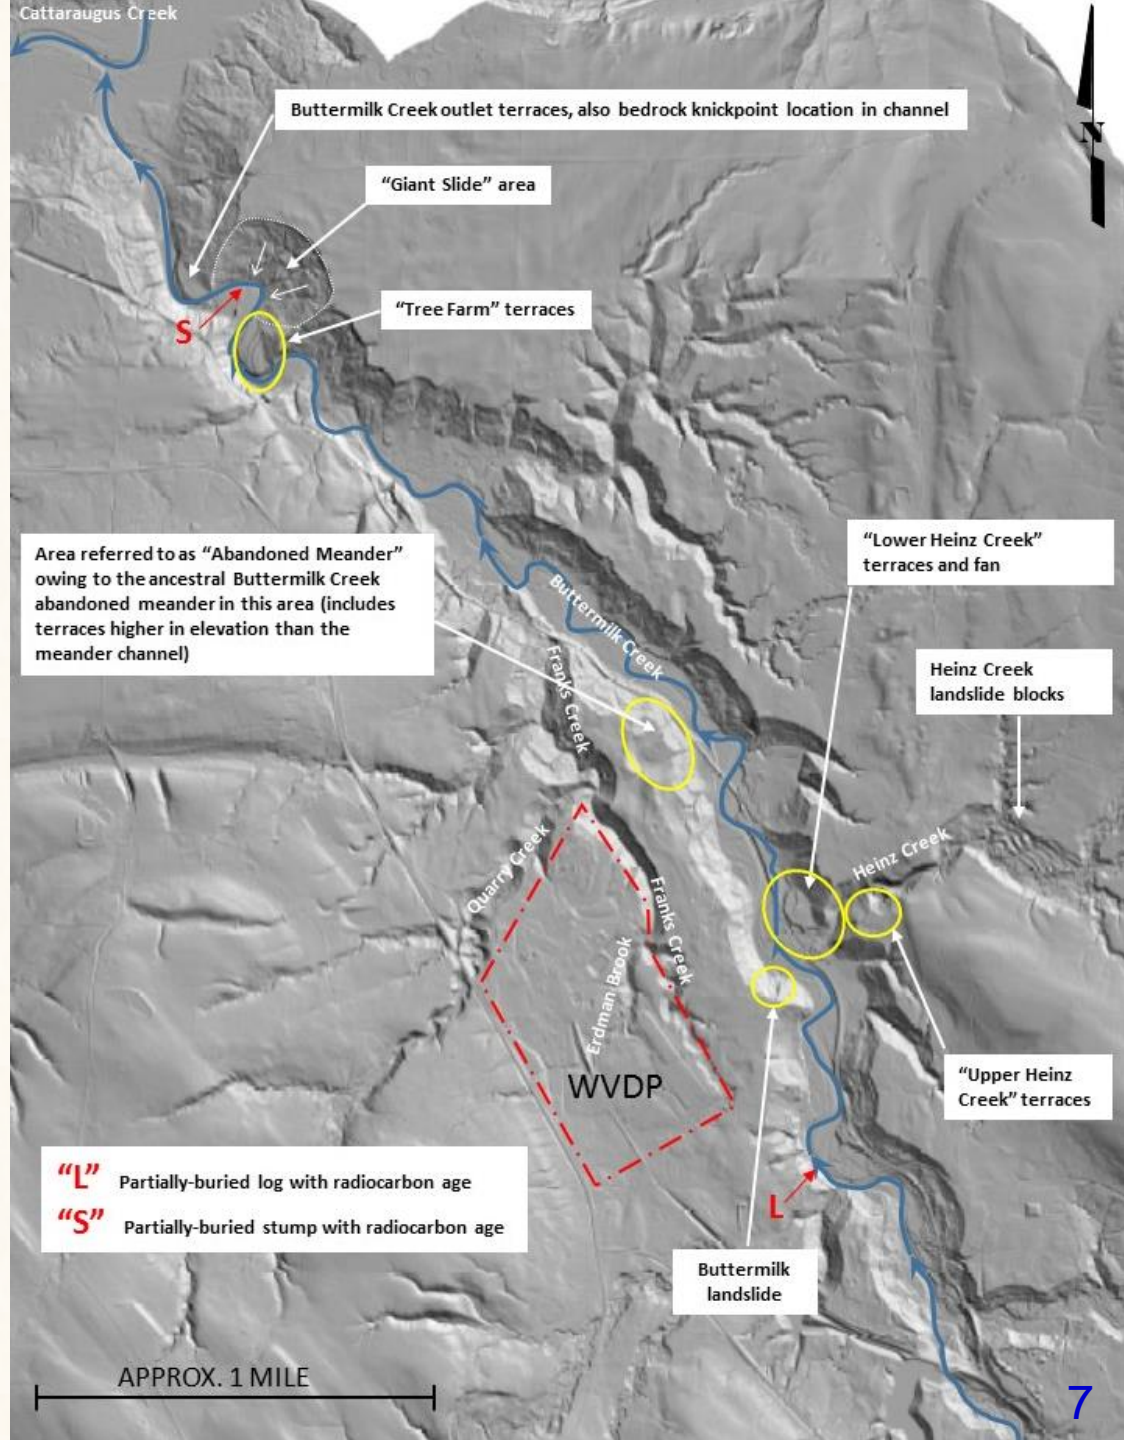 Cattaraugus Creek
Buttermilk Creek outlet terraces, also bedrock knickpoint location in channel
N
“Giant Slide” area
“Tree Farm” terraces
S
Area referred to as “Abandoned Meander”
owing to the ancestral Buttermilk Creek
abandoned meander in this area (includes
terraces higher in elevation than the
meander channel)
“Lower Heinz Creek”
terraces and fan
Buttermilk Creek
Franks Creek
Heinz Creek
landslide blocks
Quarry Creek
Heinz Creek
Franks Creek
Erdman Brook
WVDP
“Upper Heinz
Creek” terraces
“L” Partially-buried log with radiocarbon age
“S” Partially-buried stump with radiocarbon age
L
Buttermilk
landslide
APPROX. 1 MILE
7